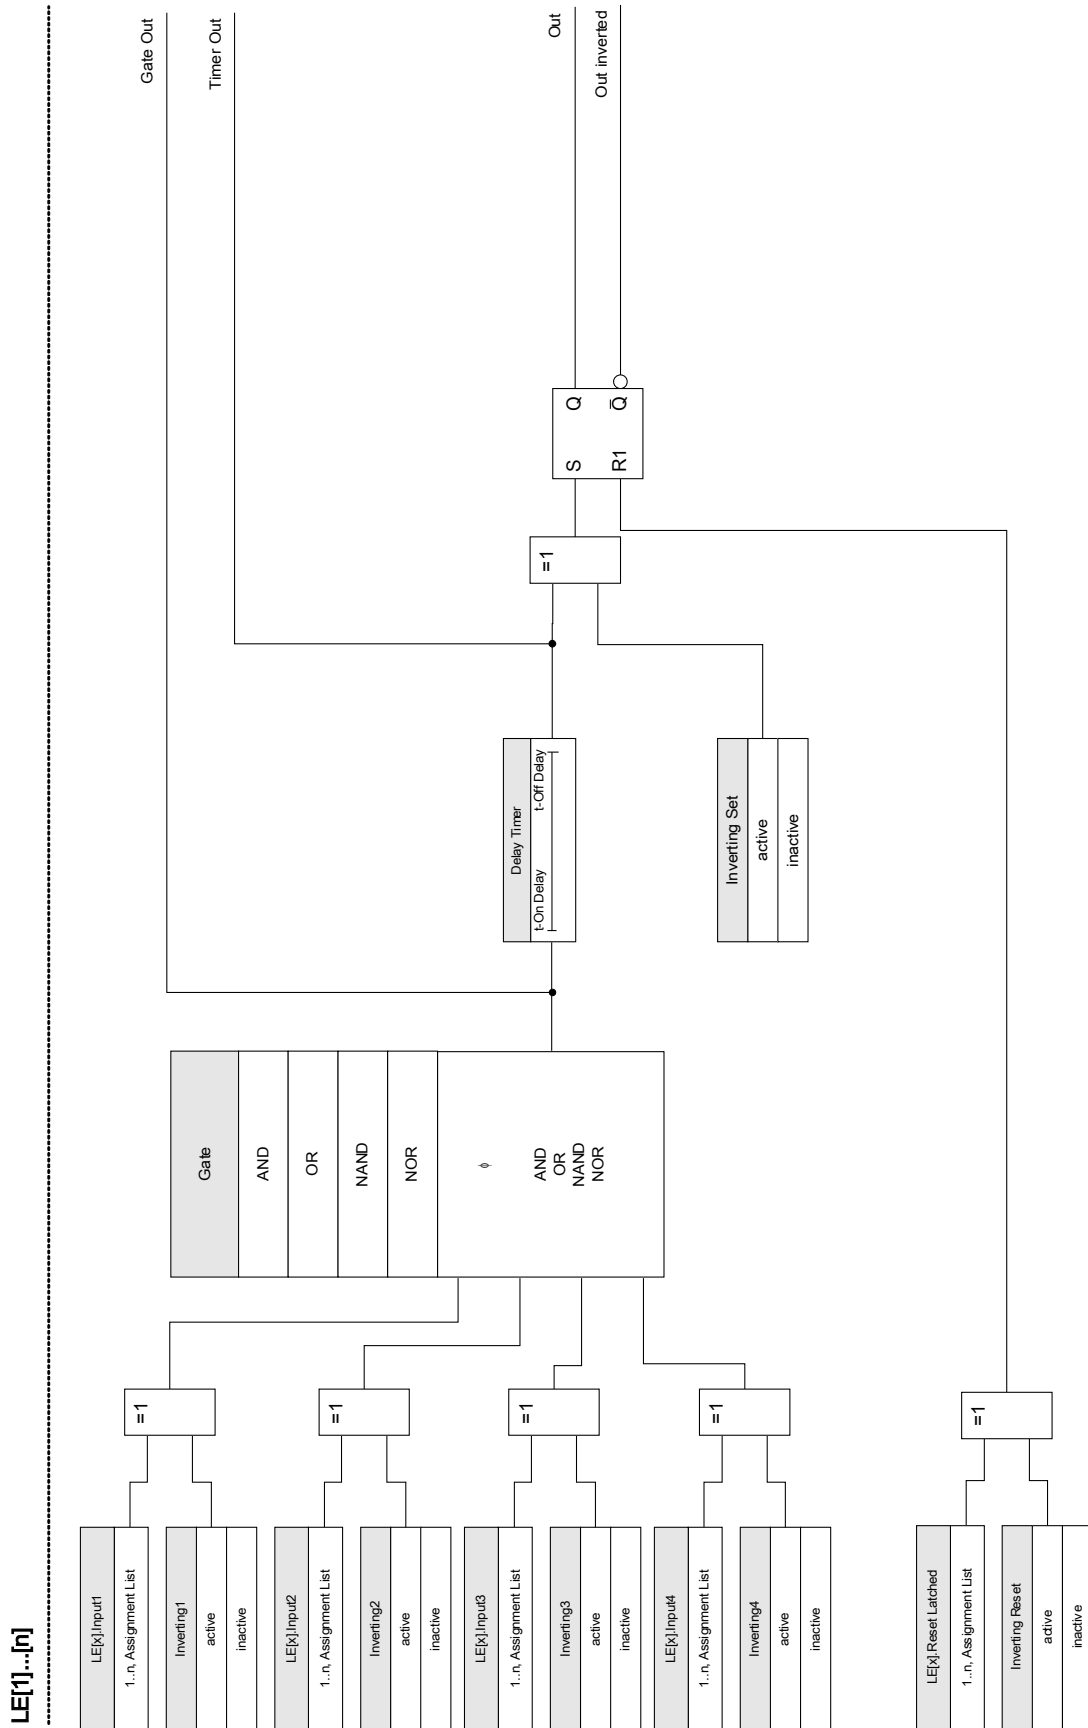 LE[1]...[n]
LE[x].Input1
1..n, Assignment List
Inverting1
active
inactive
LE[x].Input2
1..n, Assignment List
Inverting2
active
inactive
LE[x].Input3
1..n, Assignment List
Inverting3
active
inactive
LE[x].Input4
1..n, Assignment List
Inverting4
active
inactive
LE[x].Reset Latched
1..n, Assignment List
Inverting Reset
active
inactive
=1
=1
=1
=1
=1
Gate
AND
OR
NAND
NOR
ϕ
AND
OR
NAND
NOR
Delay Timer
t-On Delay
t-Off Delay
Inverting Set
active
inactive
=1
S Q
R1 Q̅
Gate Out
Timer Out
Out
Out inverted